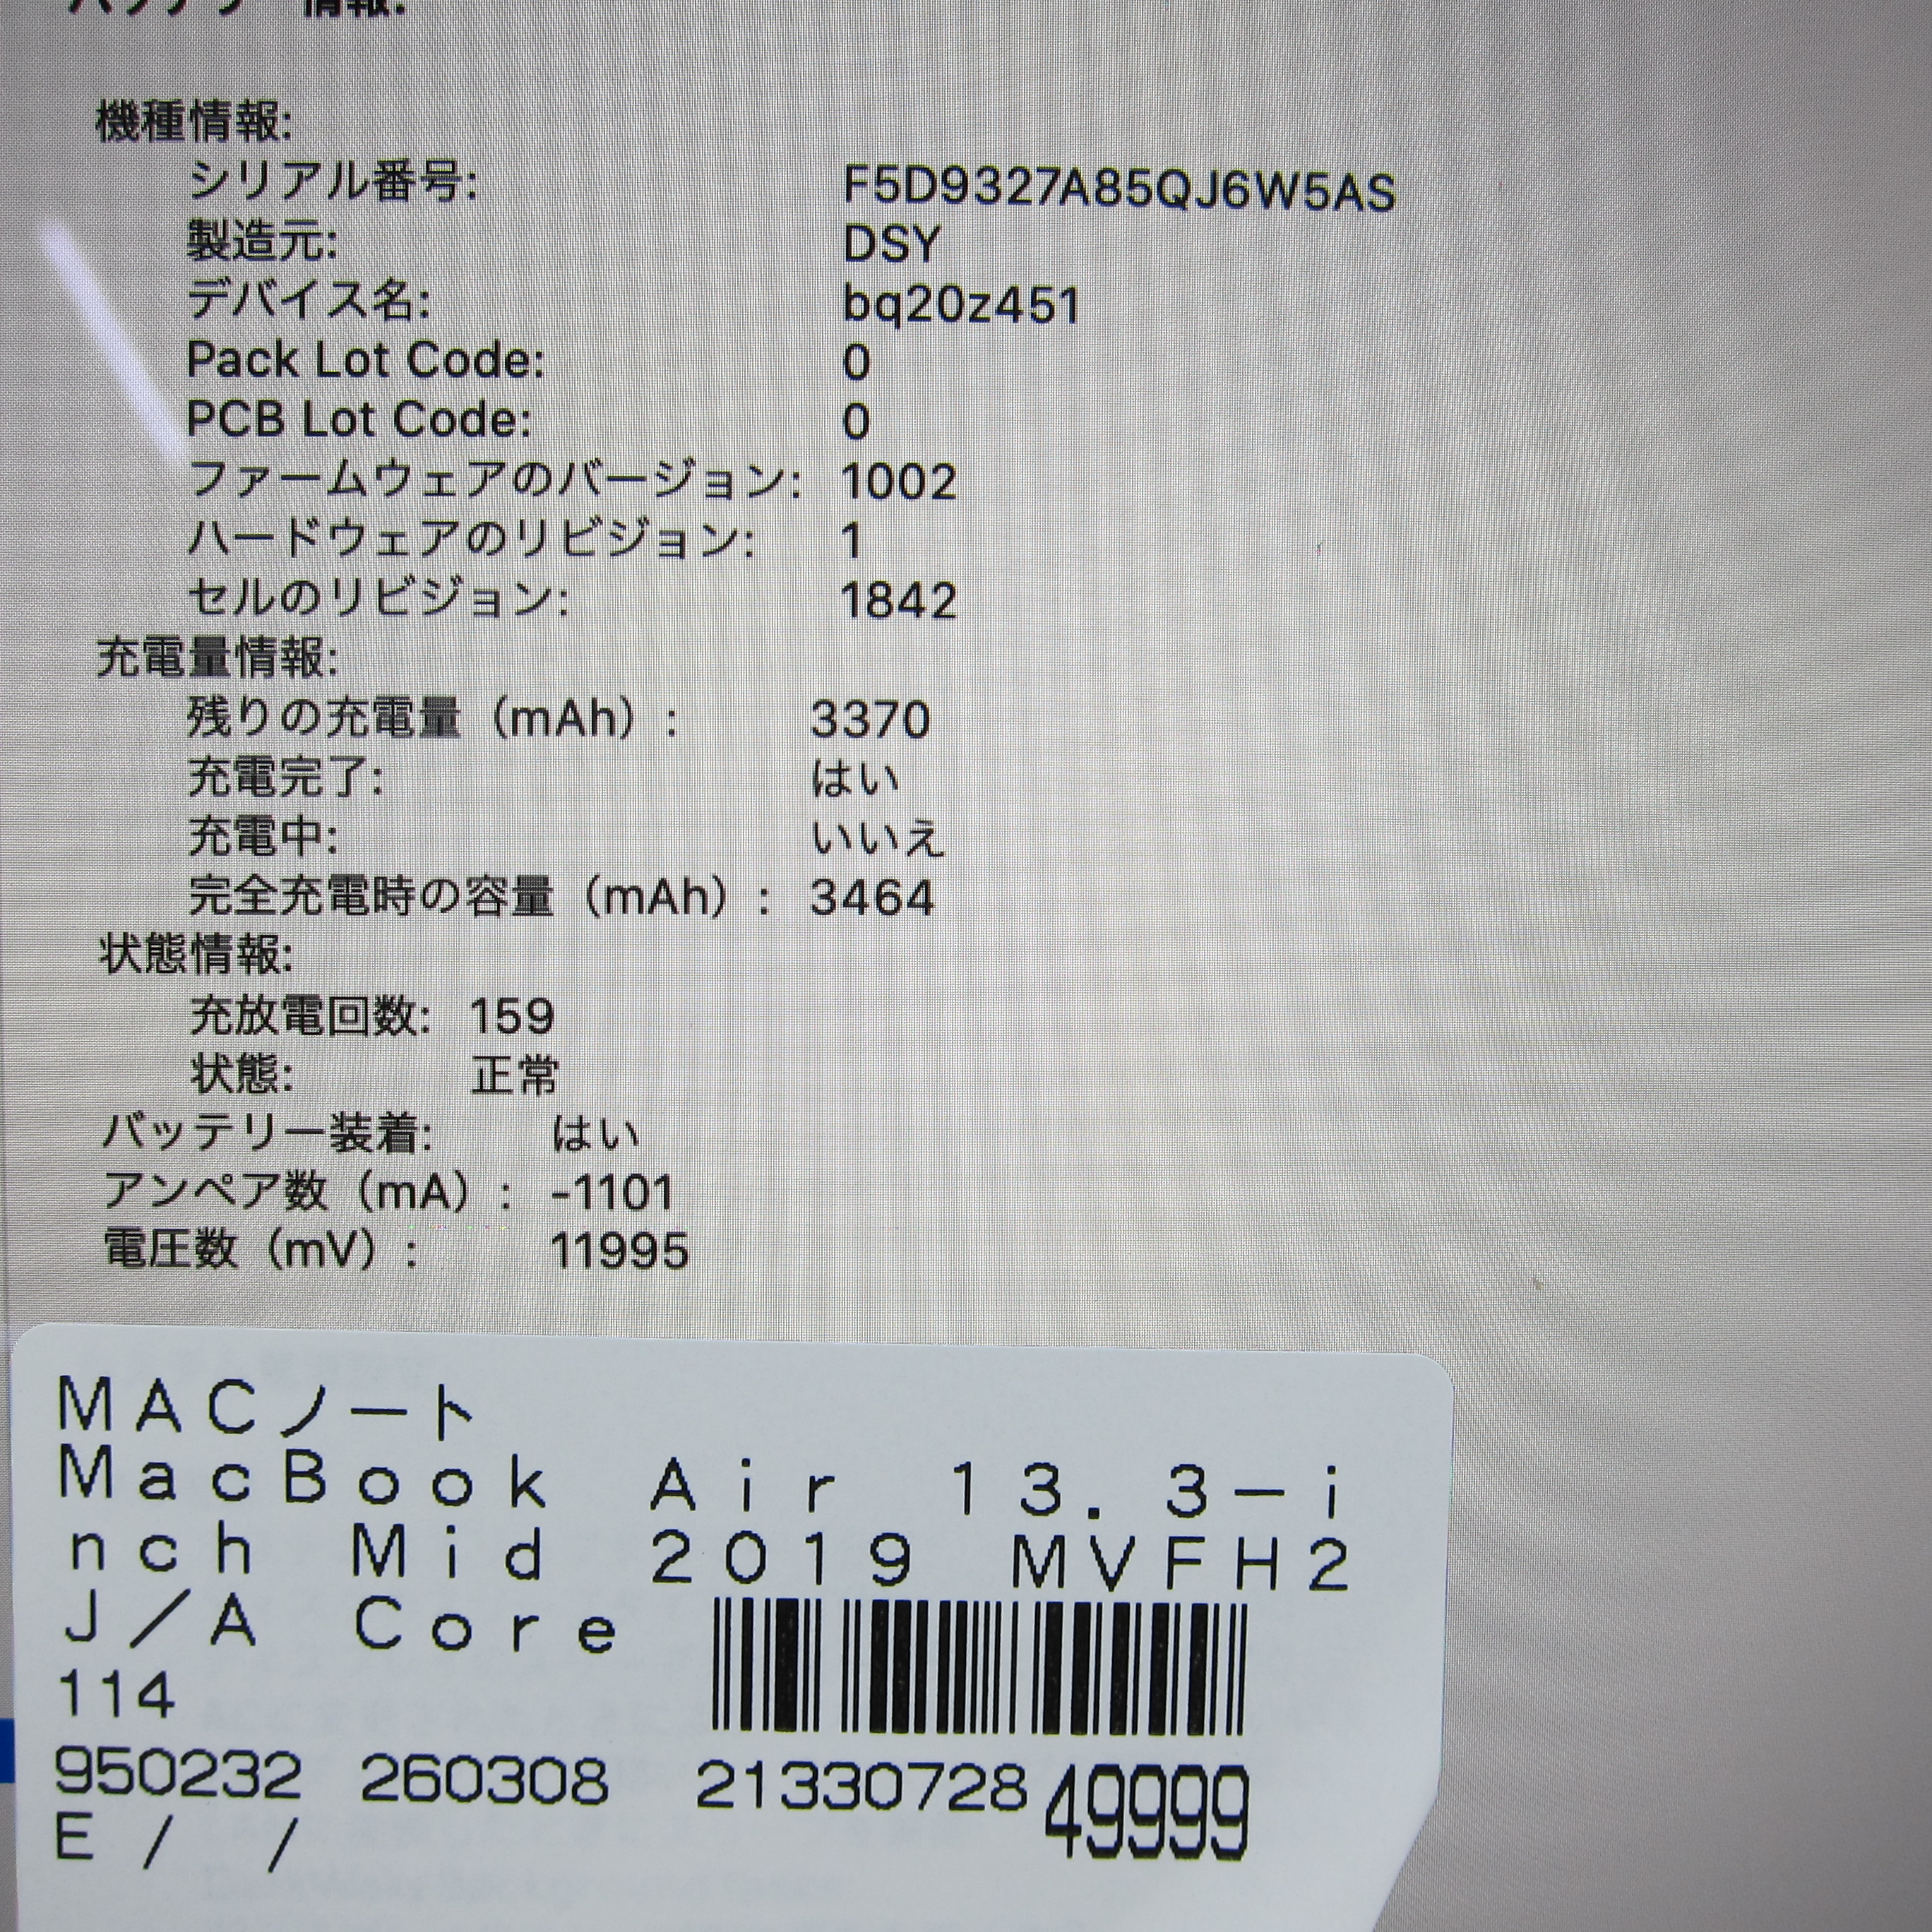 バッテリー情報:
機種情報:
シリアル番号: F5D9327A85QJ6W5AS
製造元: DSY
デバイス名: bq20z451
Pack Lot Code: 0
PCB Lot Code: 0
ファームウェアのバージョン: 1002
ハードウェアのリビジョン: 1
セルのリビジョン: 1842
充電量情報:
残りの充電量（mAh）: 3370
充電完了: はい
充電中: いいえ
完全充電時の容量（mAh）: 3464
状態情報:
充放電回数: 159
状態: 正常
バッテリー装着: はい
アンペア数（mA）: -1101
電圧数（mV）: 11995
MACノート
MacBook Air 13.3-i
nch Mid 2019 MVFH2
J/A Core
114
950232 260308 21330728 49999
E / /